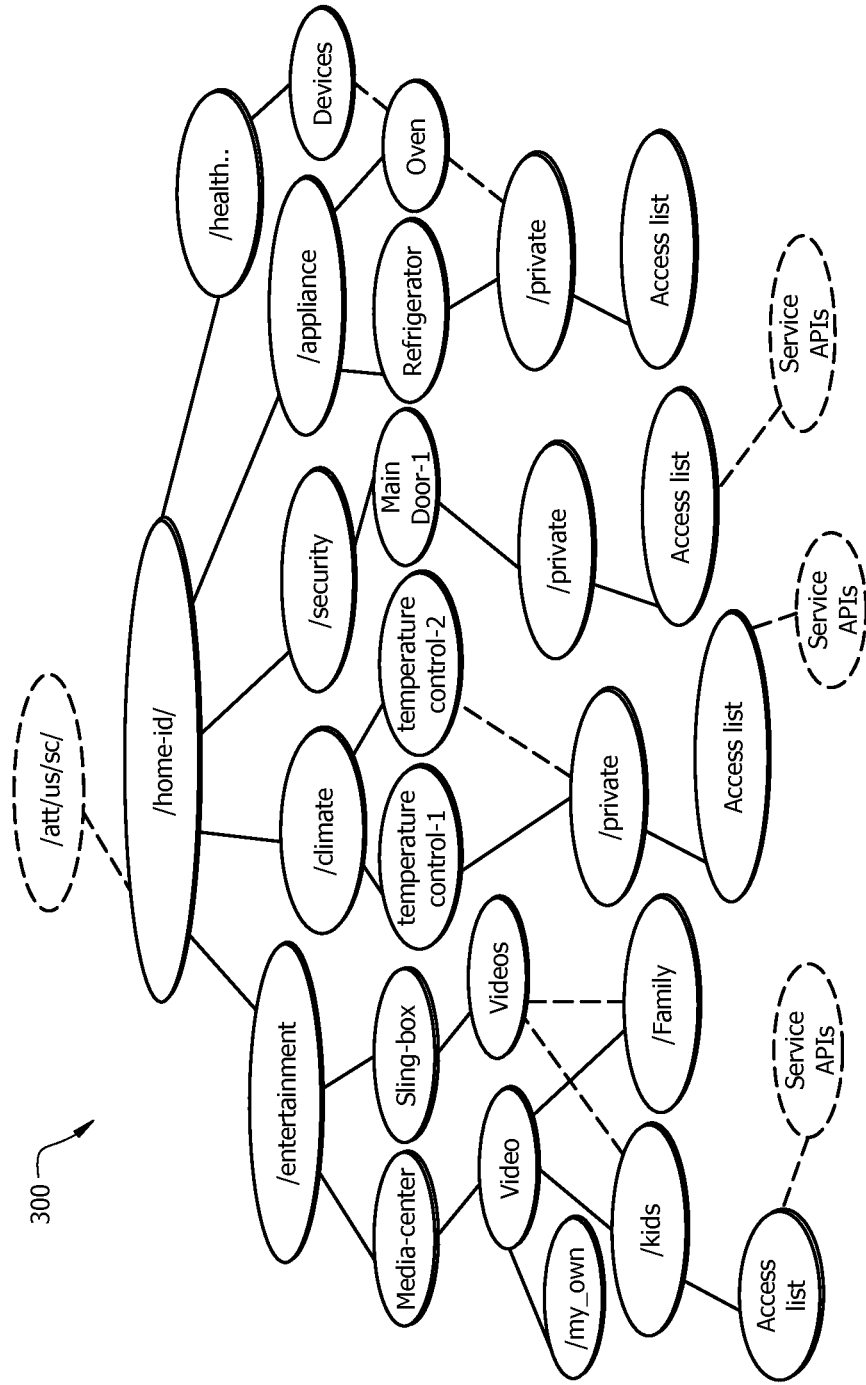 300
/att/us/sc/
/home-id/
/entertainment
/climate
/security
/appliance
/health..
Media-center
Sling-box
temperature
control-1
temperature
control-2
Main
Door-1
Refrigerator
Oven
Devices
Video
Videos
/my_own
/kids
/Family
/private
/private
/private
Access
list
Access list
Access list
Access list
Service
APIs
Service
APIs
Service
APIs